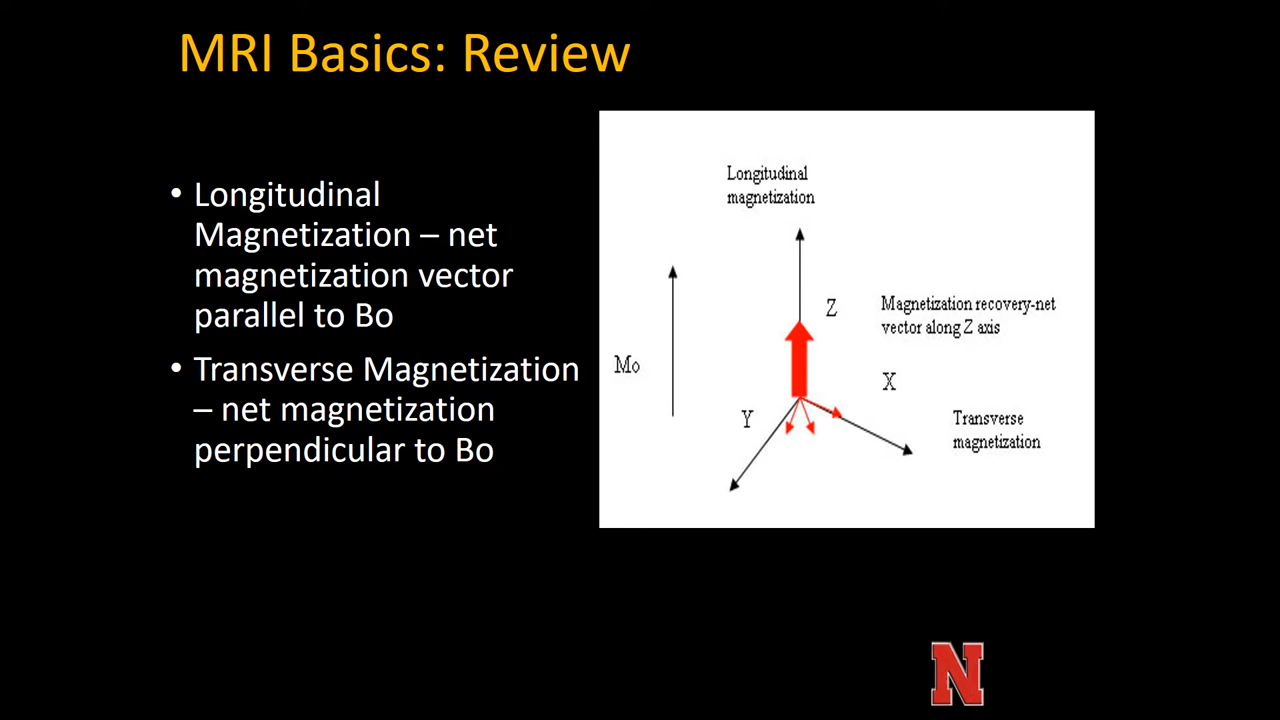 MRI Basics: Review
• Longitudinal
Magnetization – net
magnetization vector
parallel to Bo
• Transverse Magnetization
– net magnetization
perpendicular to Bo
Longitudinal
magnetization
Z
Magnetization recovery-net
vector along Z axis
Mo
X
Y
Transverse
magnetization
N